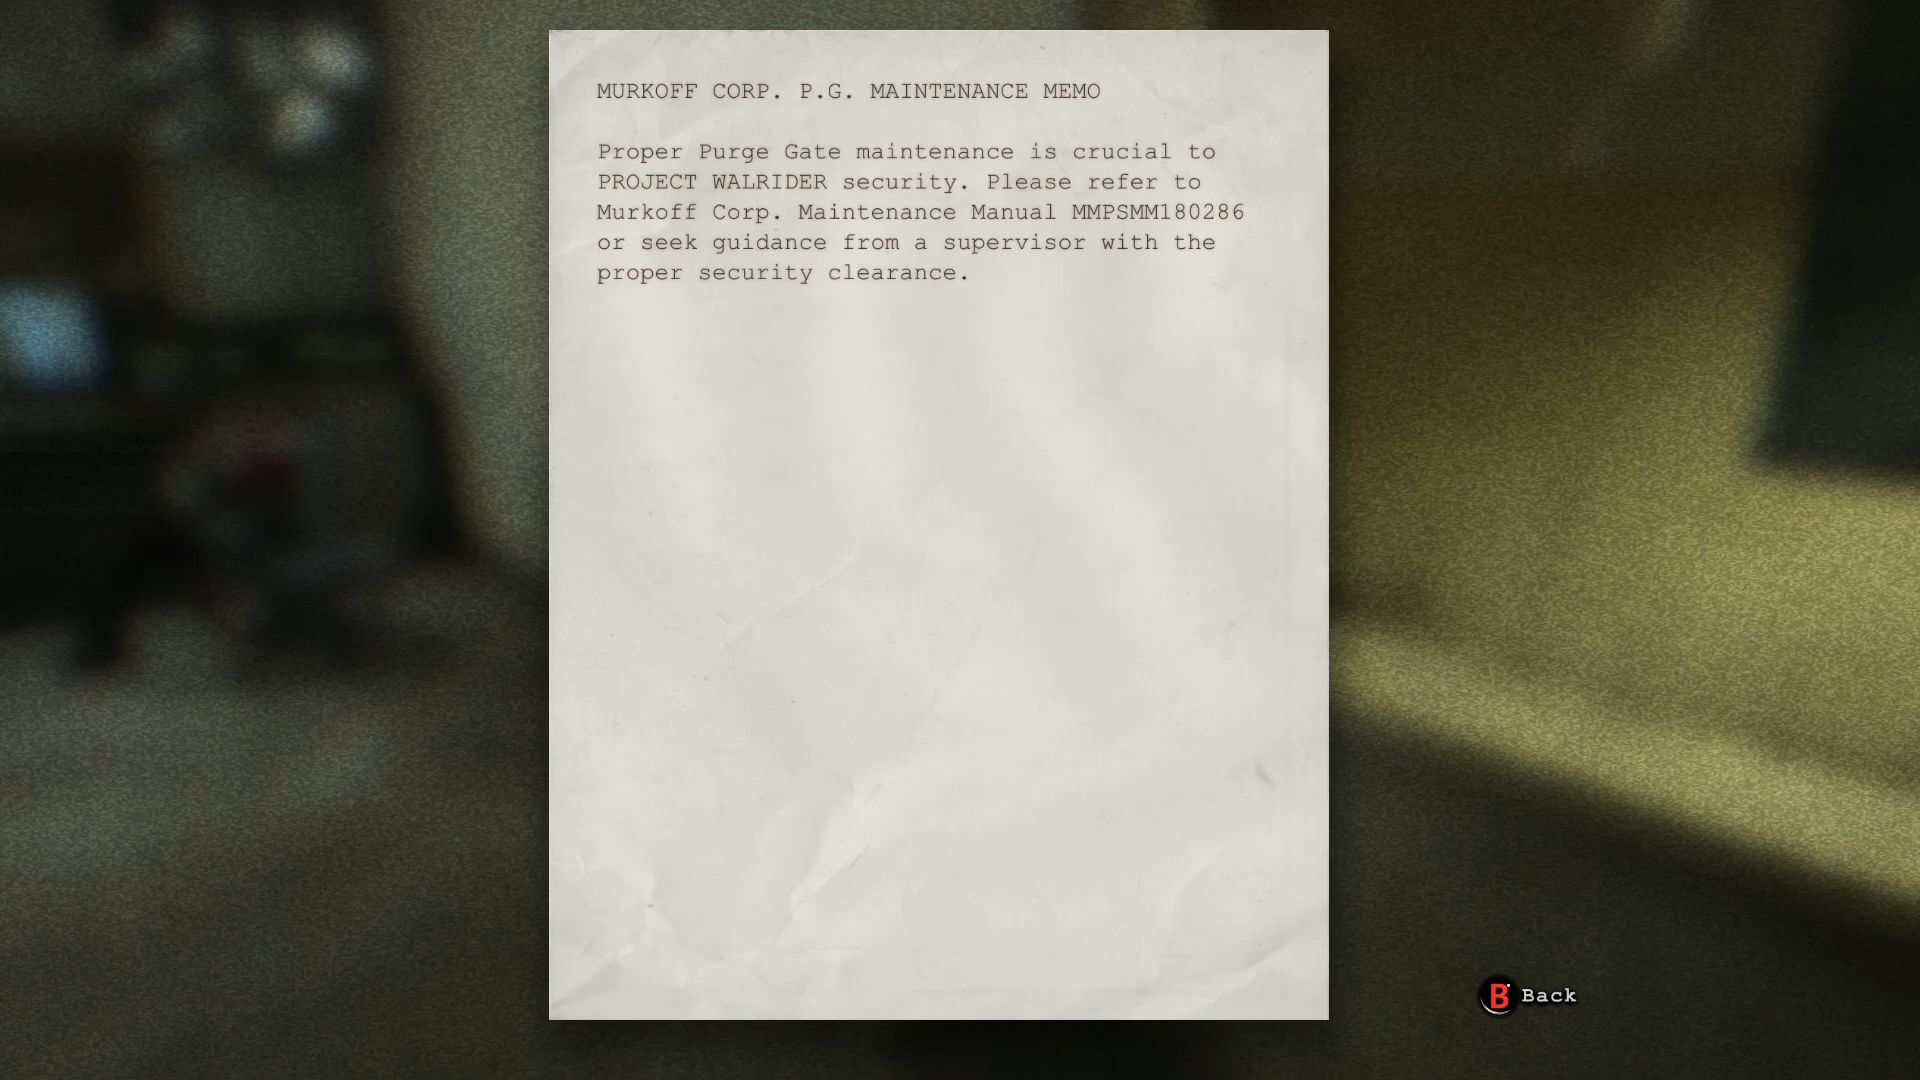 MURKOFF CORP. P.G. MAINTENANCE MEMO
Proper Purge Gate maintenance is crucial to
PROJECT WALRIDER security. Please refer to
Murkoff Corp. Maintenance Manual MMPSMM180286
or seek guidance from a supervisor with the
proper security clearance.
B Back